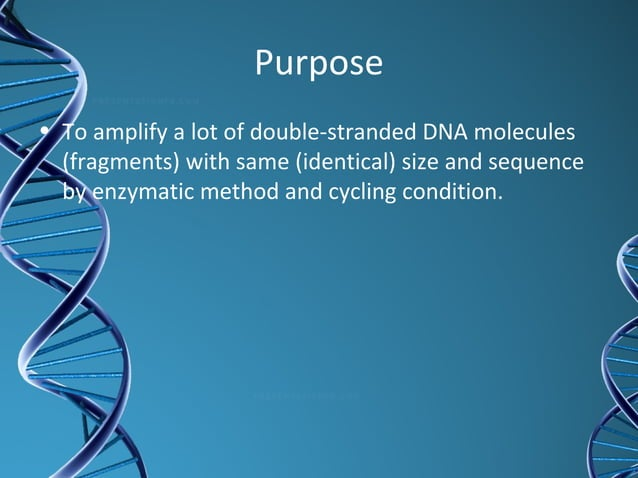 Purpose
• To amplify a lot of double-stranded DNA molecules
(fragments) with same (identical) size and sequence
by enzymatic method and cycling condition.